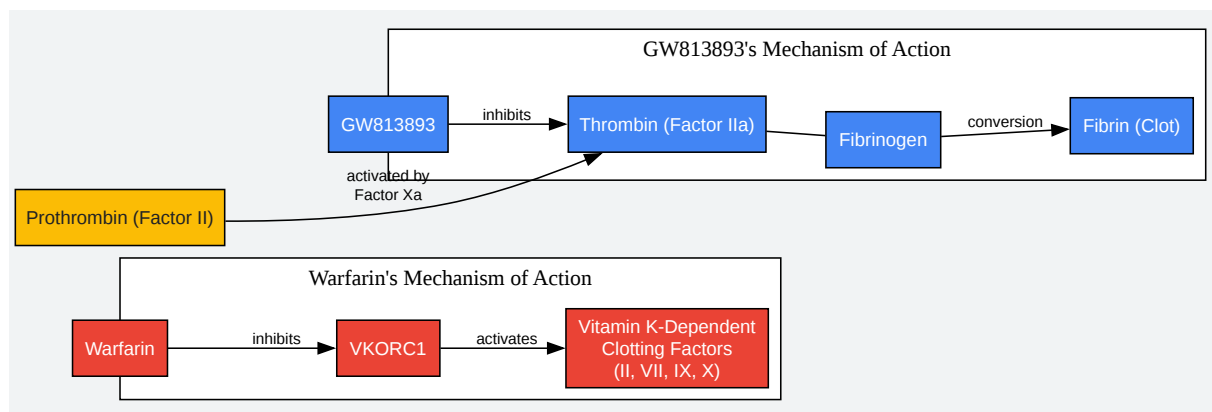 GW813893's Mechanism of Action
GW813893
inhibits
Thrombin (Factor IIa)
Fibrinogen
conversion
Fibrin (Clot)
activated by
Factor Xa
Prothrombin (Factor II)
Warfarin's Mechanism of Action
Warfarin
inhibits
VKORC1
activates
Vitamin K-Dependent
Clotting Factors
(II, VII, IX, X)